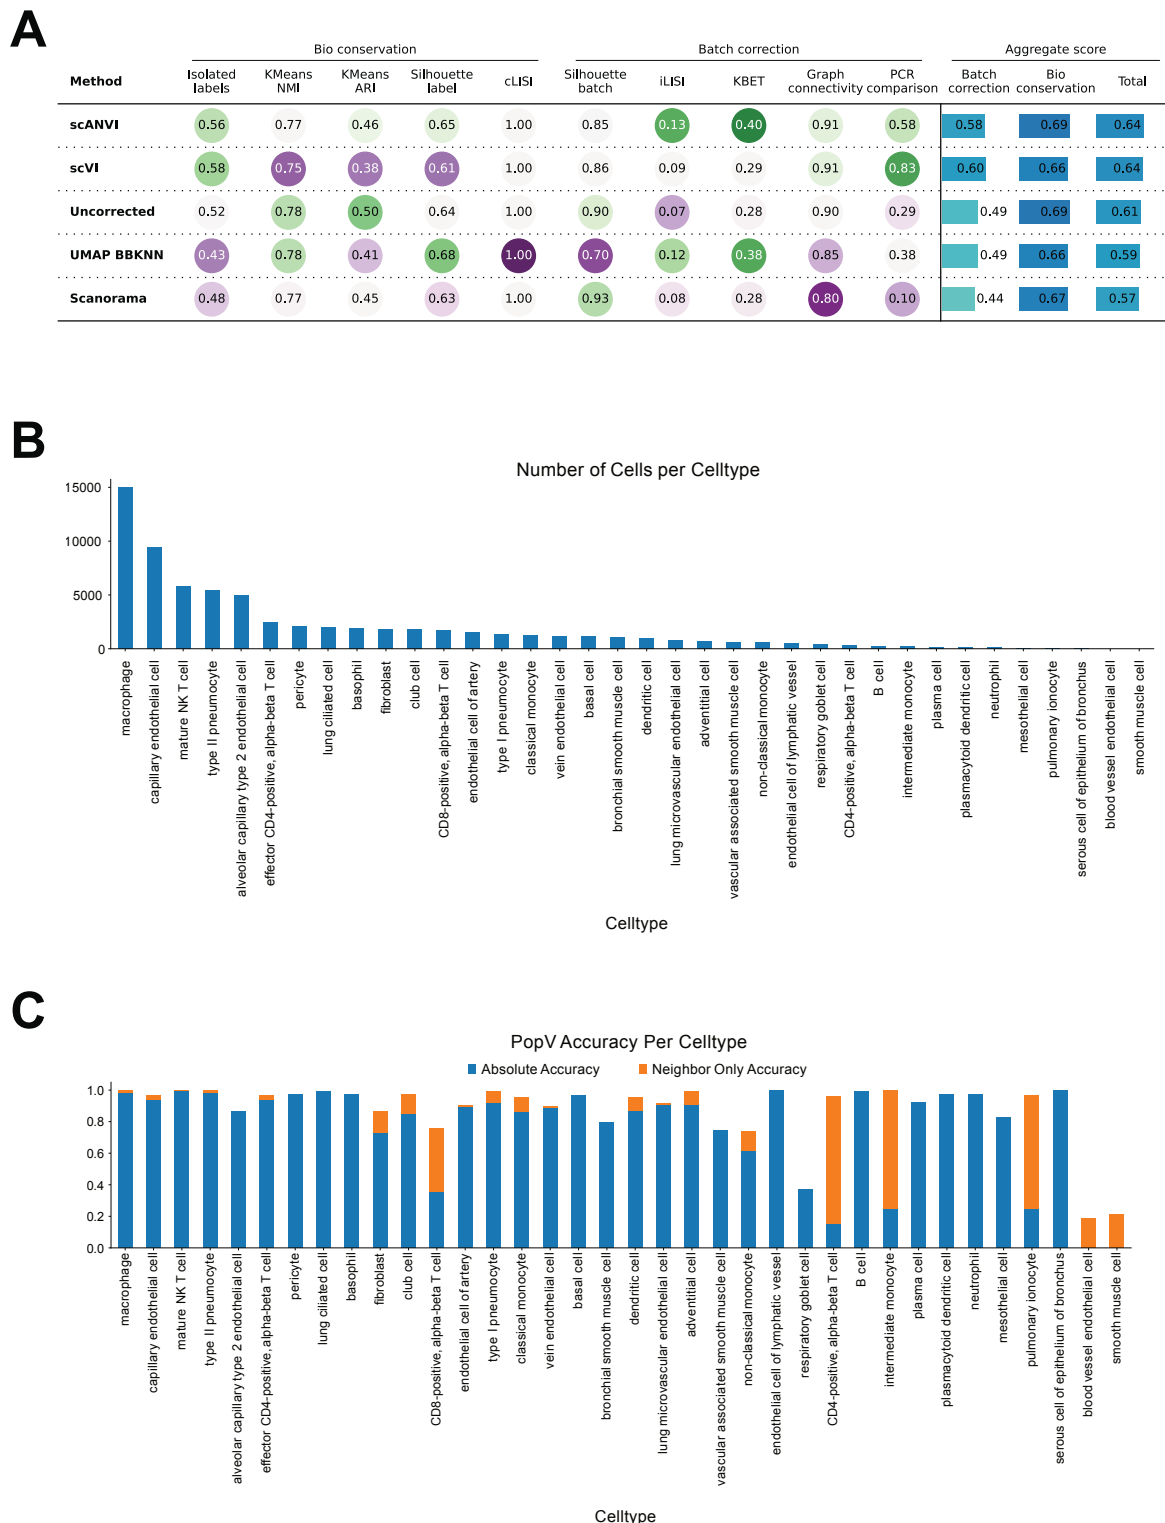 A
Bio conservation Batch correction Aggregate score
Method Isolated labels KMeans NMI KMeans ARI Silhouette label cLISI Silhouette batch iLISI KBET Graph connectivity PCR comparison Batch correction Bio conservation Total
scANVI 0.56 0.77 0.46 0.65 1.00 0.85 0.13 0.40 0.91 0.58 0.58 0.69 0.64
scVI 0.58 0.75 0.38 0.61 1.00 0.86 0.09 0.29 0.91 0.83 0.60 0.66 0.64
Uncorrected 0.52 0.78 0.50 0.64 1.00 0.90 0.07 0.28 0.90 0.29 0.49 0.69 0.61
UMAP BBKNN 0.43 0.78 0.41 0.68 1.00 0.70 0.12 0.38 0.85 0.38 0.49 0.66 0.59
Scanorama 0.48 0.77 0.45 0.63 1.00 0.93 0.08 0.28 0.80 0.10 0.44 0.67 0.57
B
Number of Cells per Celltype
15000
10000
5000
0
macrophage
capillary endothelial cell
mature NK T cell
type II pneumocyte
alveolar capillary type 2 endothelial cell
effector CD4-positive, alpha-beta T cell
pericyte
lung ciliated cell
basophil
fibroblast
club cell
CD8-positive, alpha-beta T cell
endothelial cell of artery
type I pneumocyte
classical monocyte
vein endothelial cell
basal cell
bronchial smooth muscle cell
dendritic cell
lung microvascular endothelial cell
adventitial cell
vascular associated smooth muscle cell
non-classical monocyte
endothelial cell of lymphatic vessel
respiratory goblet cell
CD4-positive, alpha-beta T cell
B cell
intermediate monocyte
plasma cell
plasmacytoid dendritic cell
neutrophil
mesothelial cell
pulmonary ionocyte
serous cell of epithelium of bronchus
blood vessel endothelial cell
smooth muscle cell
Celltype
C
PopV Accuracy Per Celltype
Absolute Accuracy Neighbor Only Accuracy
1.0
0.8
0.6
0.4
0.2
0.0
macrophage
capillary endothelial cell
mature NK T cell
type II pneumocyte
alveolar capillary type 2 endothelial cell
effector CD4-positive, alpha-beta T cell
pericyte
lung ciliated cell
basophil
fibroblast
club cell
CD8-positive, alpha-beta T cell
endothelial cell of artery
type I pneumocyte
classical monocyte
vein endothelial cell
basal cell
bronchial smooth muscle cell
dendritic cell
lung microvascular endothelial cell
adventitial cell
vascular associated smooth muscle cell
non-classical monocyte
endothelial cell of lymphatic vessel
respiratory goblet cell
CD4-positive, alpha-beta T cell
B cell
intermediate monocyte
plasma cell
plasmacytoid dendritic cell
neutrophil
mesothelial cell
pulmonary ionocyte
serous cell of epithelium of bronchus
blood vessel endothelial cell
smooth muscle cell
Celltype